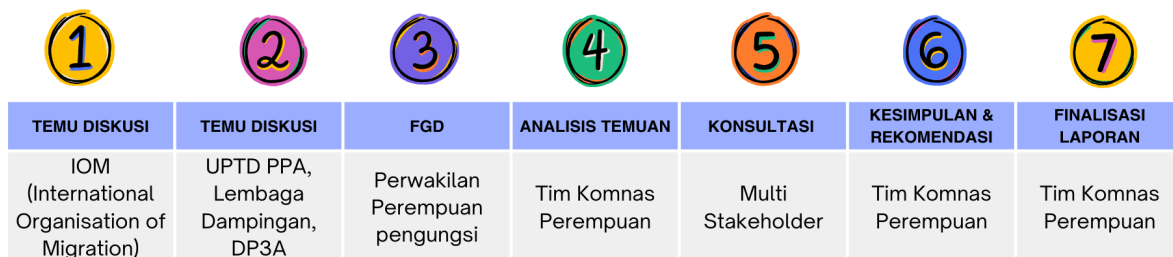 1
2
3
4
5
6
7
TEMU DISKUSI
TEMU DISKUSI
FGD
ANALISIS TEMUAN
KONSULTASI
KESIMPULAN &
REKOMENDASI
FINALISASI
LAPORAN
IOM
(International
Organisation of
Migration)
UPTD PPA,
Lembaga
Dampingan,
DP3A
Perwakilan
Perempuan
pengungsi
Tim Komnas
Perempuan
Multi
Stakeholder
Tim Komnas
Perempuan
Tim Komnas
Perempuan